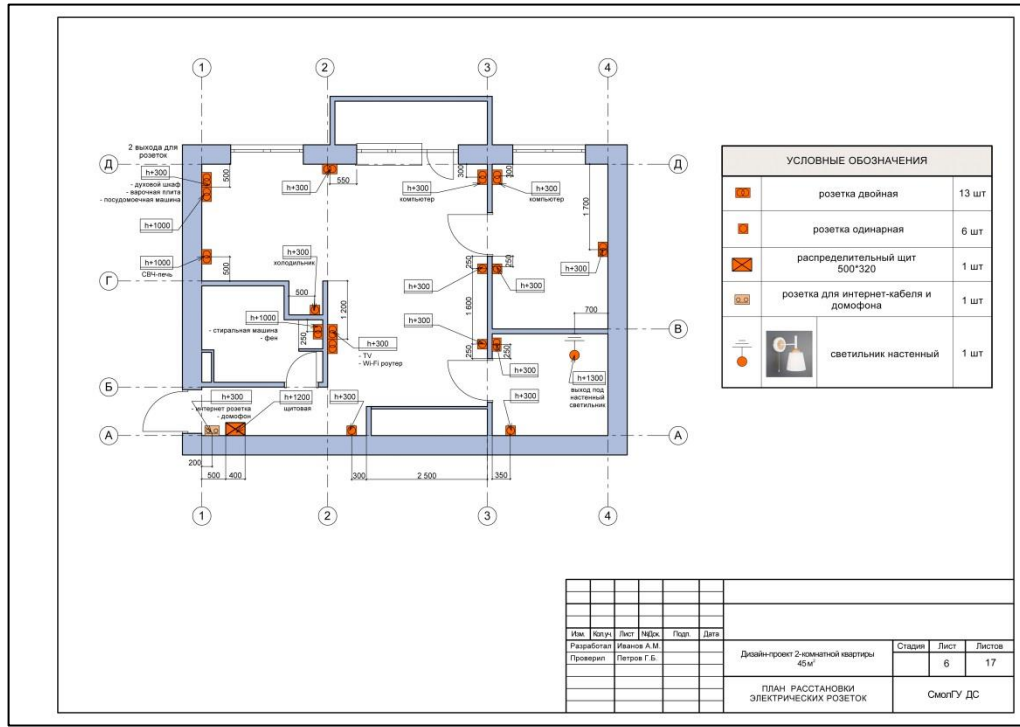 1
2
3
4
2 выхода для
розеток
h+300
- духовой шкаф
- варочная плита
- посудомоечная машина
h+1000
h+1000
СВЧ-печь
500
500
Д
Г
Б
А
h+300
550
h+300
компьютер
300
h+300
компьютер
300
1 700
Д
h+300
холодильник
500
1 200
h+300
250
250
h+300
1 600
h+300
700
В
h+1000
- стиральная машина
- фен
250
h+300
- TV
- Wi-Fi роутер
250
250
h+300
h+1300
выход под
настенный
светильник
h+300
- интернет розетка
- домофон
h+1200
щитовая
h+300
h+300
А
200
500
400
300
2 500
350
1
2
3
4
УСЛОВНЫЕ ОБОЗНАЧЕНИЯ
розетка двойная 13 шт
розетка одинарная 6 шт
распределительный щит
500*320
1 шт
розетка для интернет-кабеля и
домофона
1 шт
светильник настенный 1 шт
Изм. Кол.уч. Лист №Док. Подп. Дата
Разработал Иванов А.М.
Проверил Петров Г.Б.
Дизайн-проект 2-комнатной квартиры
45м²
Стадия Лист Листов
6 17
ПЛАН РАССТАНОВКИ
ЭЛЕКТРИЧЕСКИХ РОЗЕТОК
СмолГУ ДС